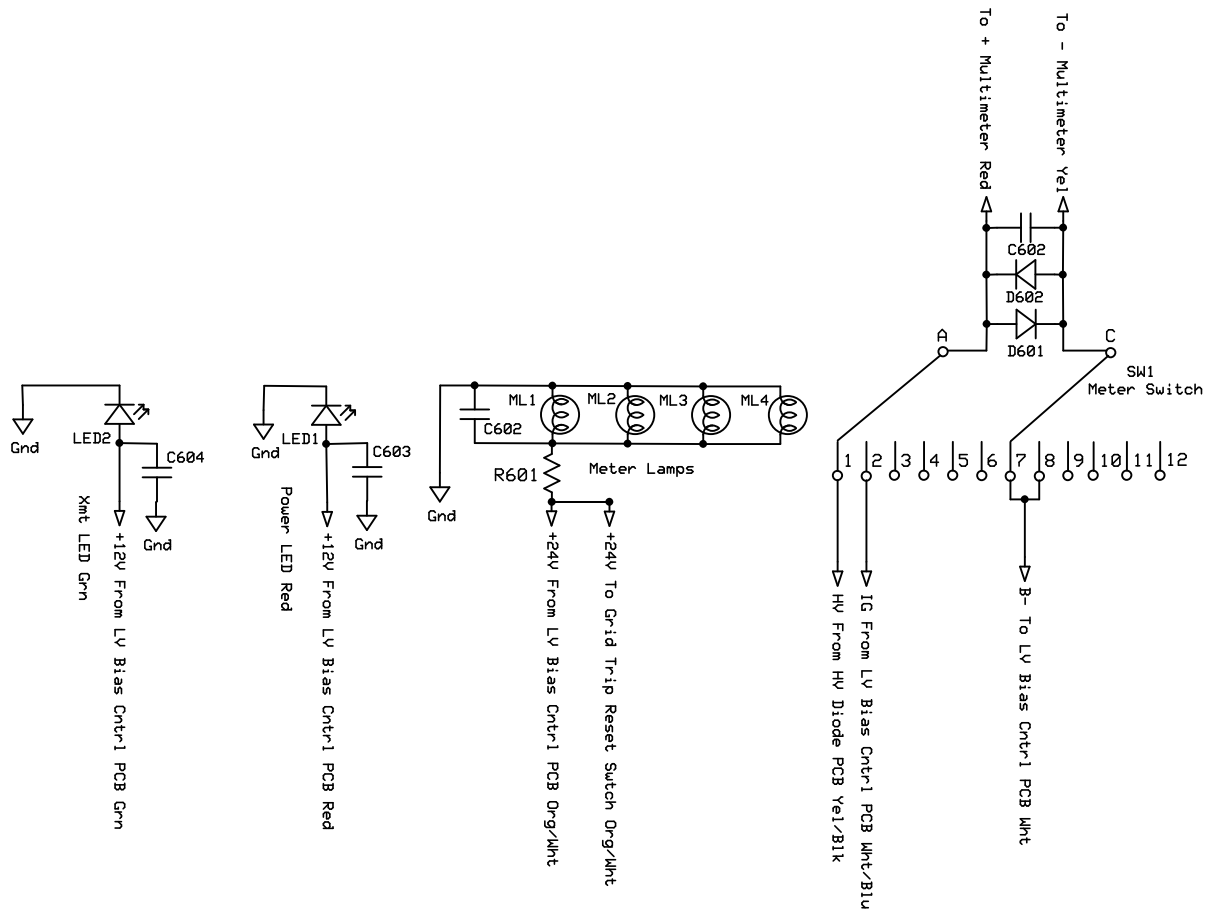 To + Multimeter Red
To - Multimeter Yel
C602
D602
D601
A
C
SW1
Meter Switch
1
2
3
4
5
6
7
8
9
10
11
12
HV From HV Diode PCB Yel/Blk
IG From LV Bias Cntrl PCB Wht/Blu
B- To LV Bias Cntrl PCB Wht
ML1
ML2
ML3
ML4
C602
R601
Meter Lamps
Gnd
+24V From LV Bias Cntrl PCB Org/Wht
+24V To Grid Trip Reset Swtch Org/Wht
Gnd
LED1
C603
Gnd
Power LED Red
+12V From LV Bias Cntrl PCB Red
Gnd
LED2
C604
Gnd
Xmt LED Grn
+12V From LV Bias Cntrl PCB Grn